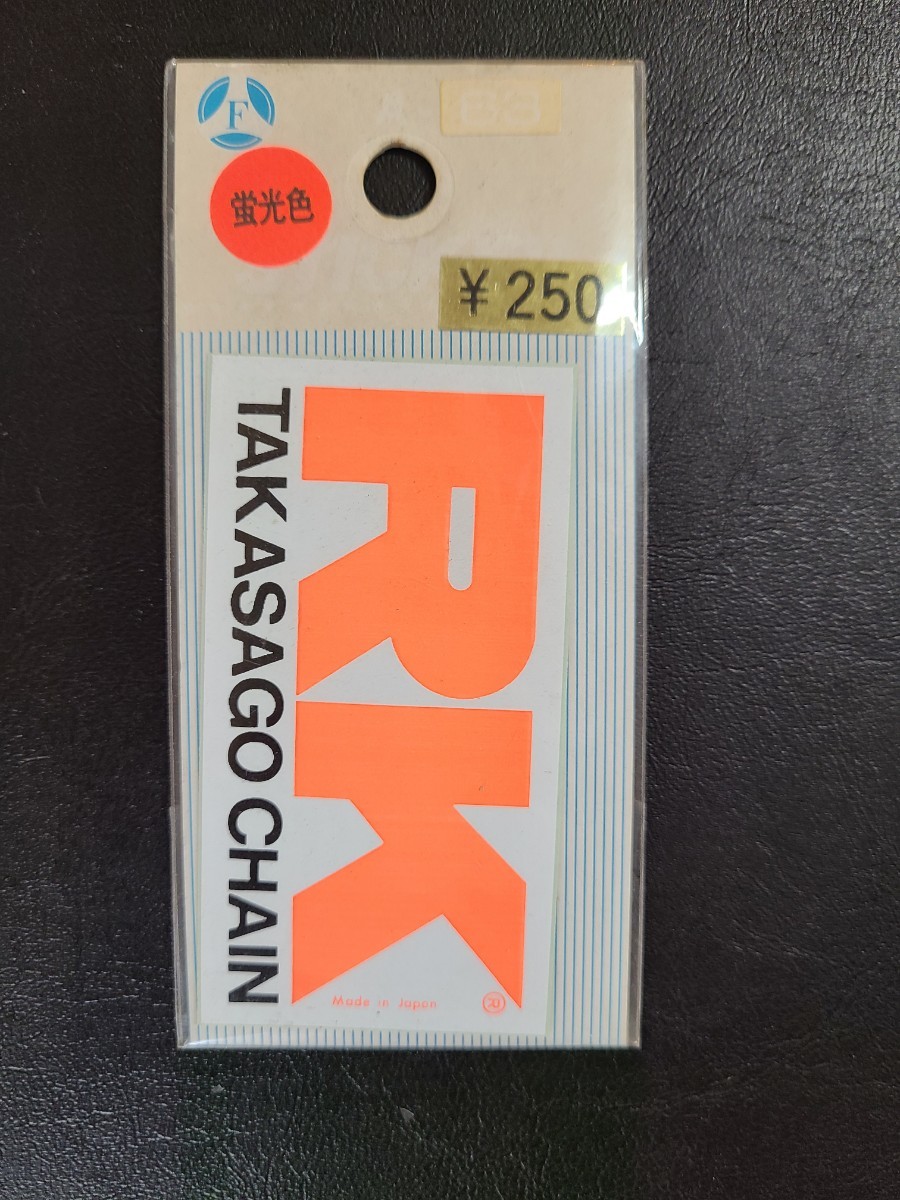 F
蛍光色
¥250
RK
TAKASAGO CHAIN
Made in Japan
®